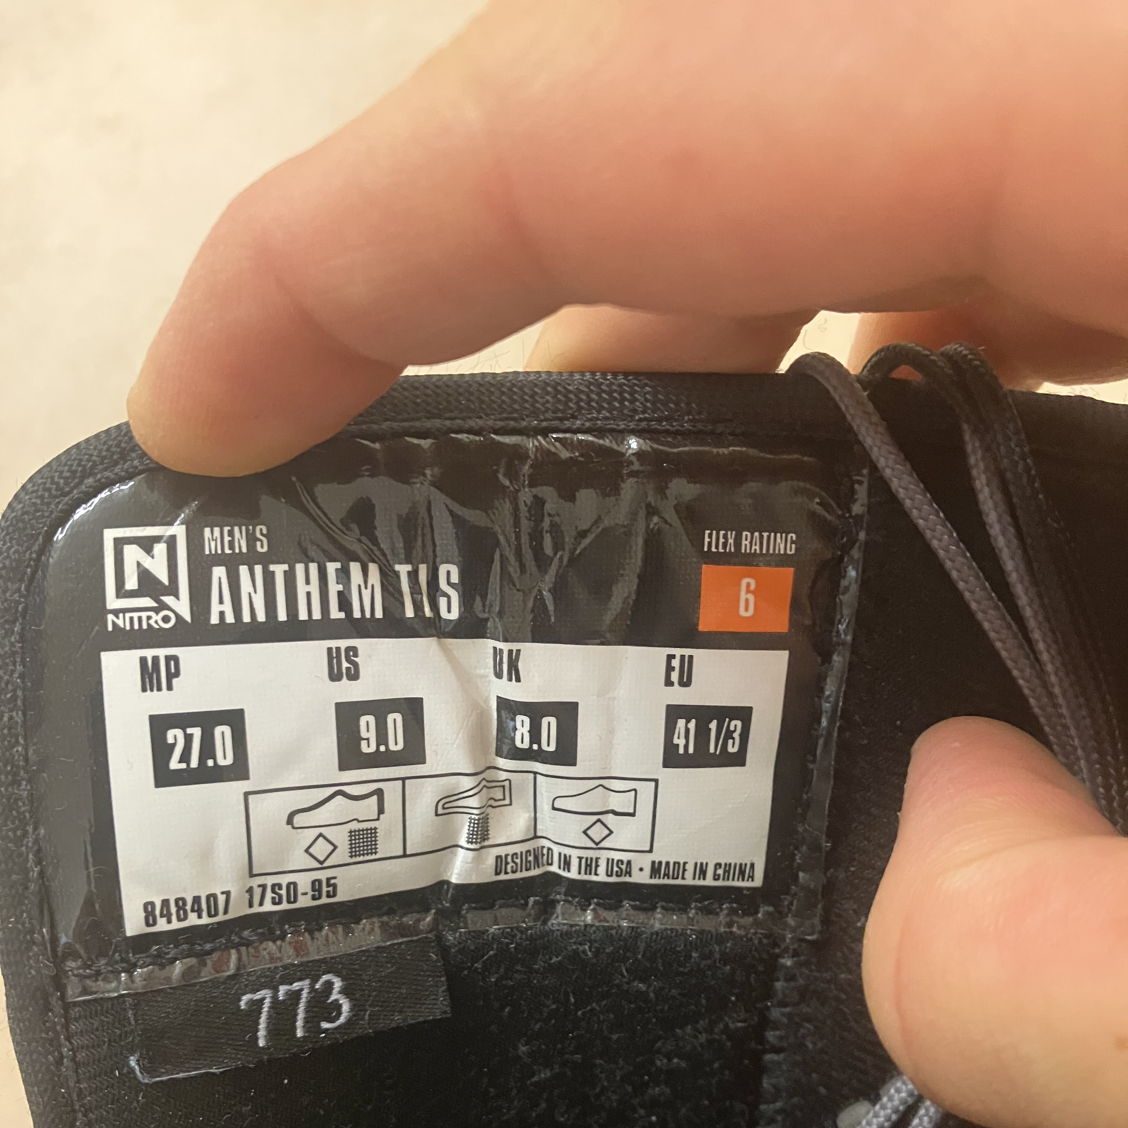 N
NITRO
MEN'S
ANTHEM TLS
FLEX RATING
6
MP US UK EU
27.0 9.0 8.0 41 1/3
DESIGNED IN THE USA · MADE IN CHINA
848407 17SO-95
773